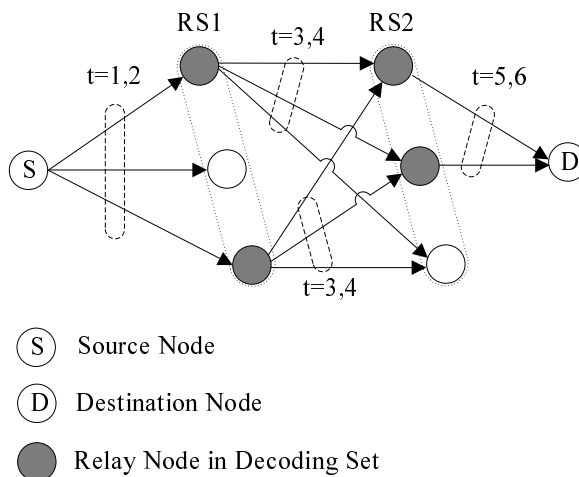 RS1
RS2
t=3,4
t=1,2
t=5,6
S
D
t=3,4
S Source Node
D Destination Node
Relay Node in Decoding Set